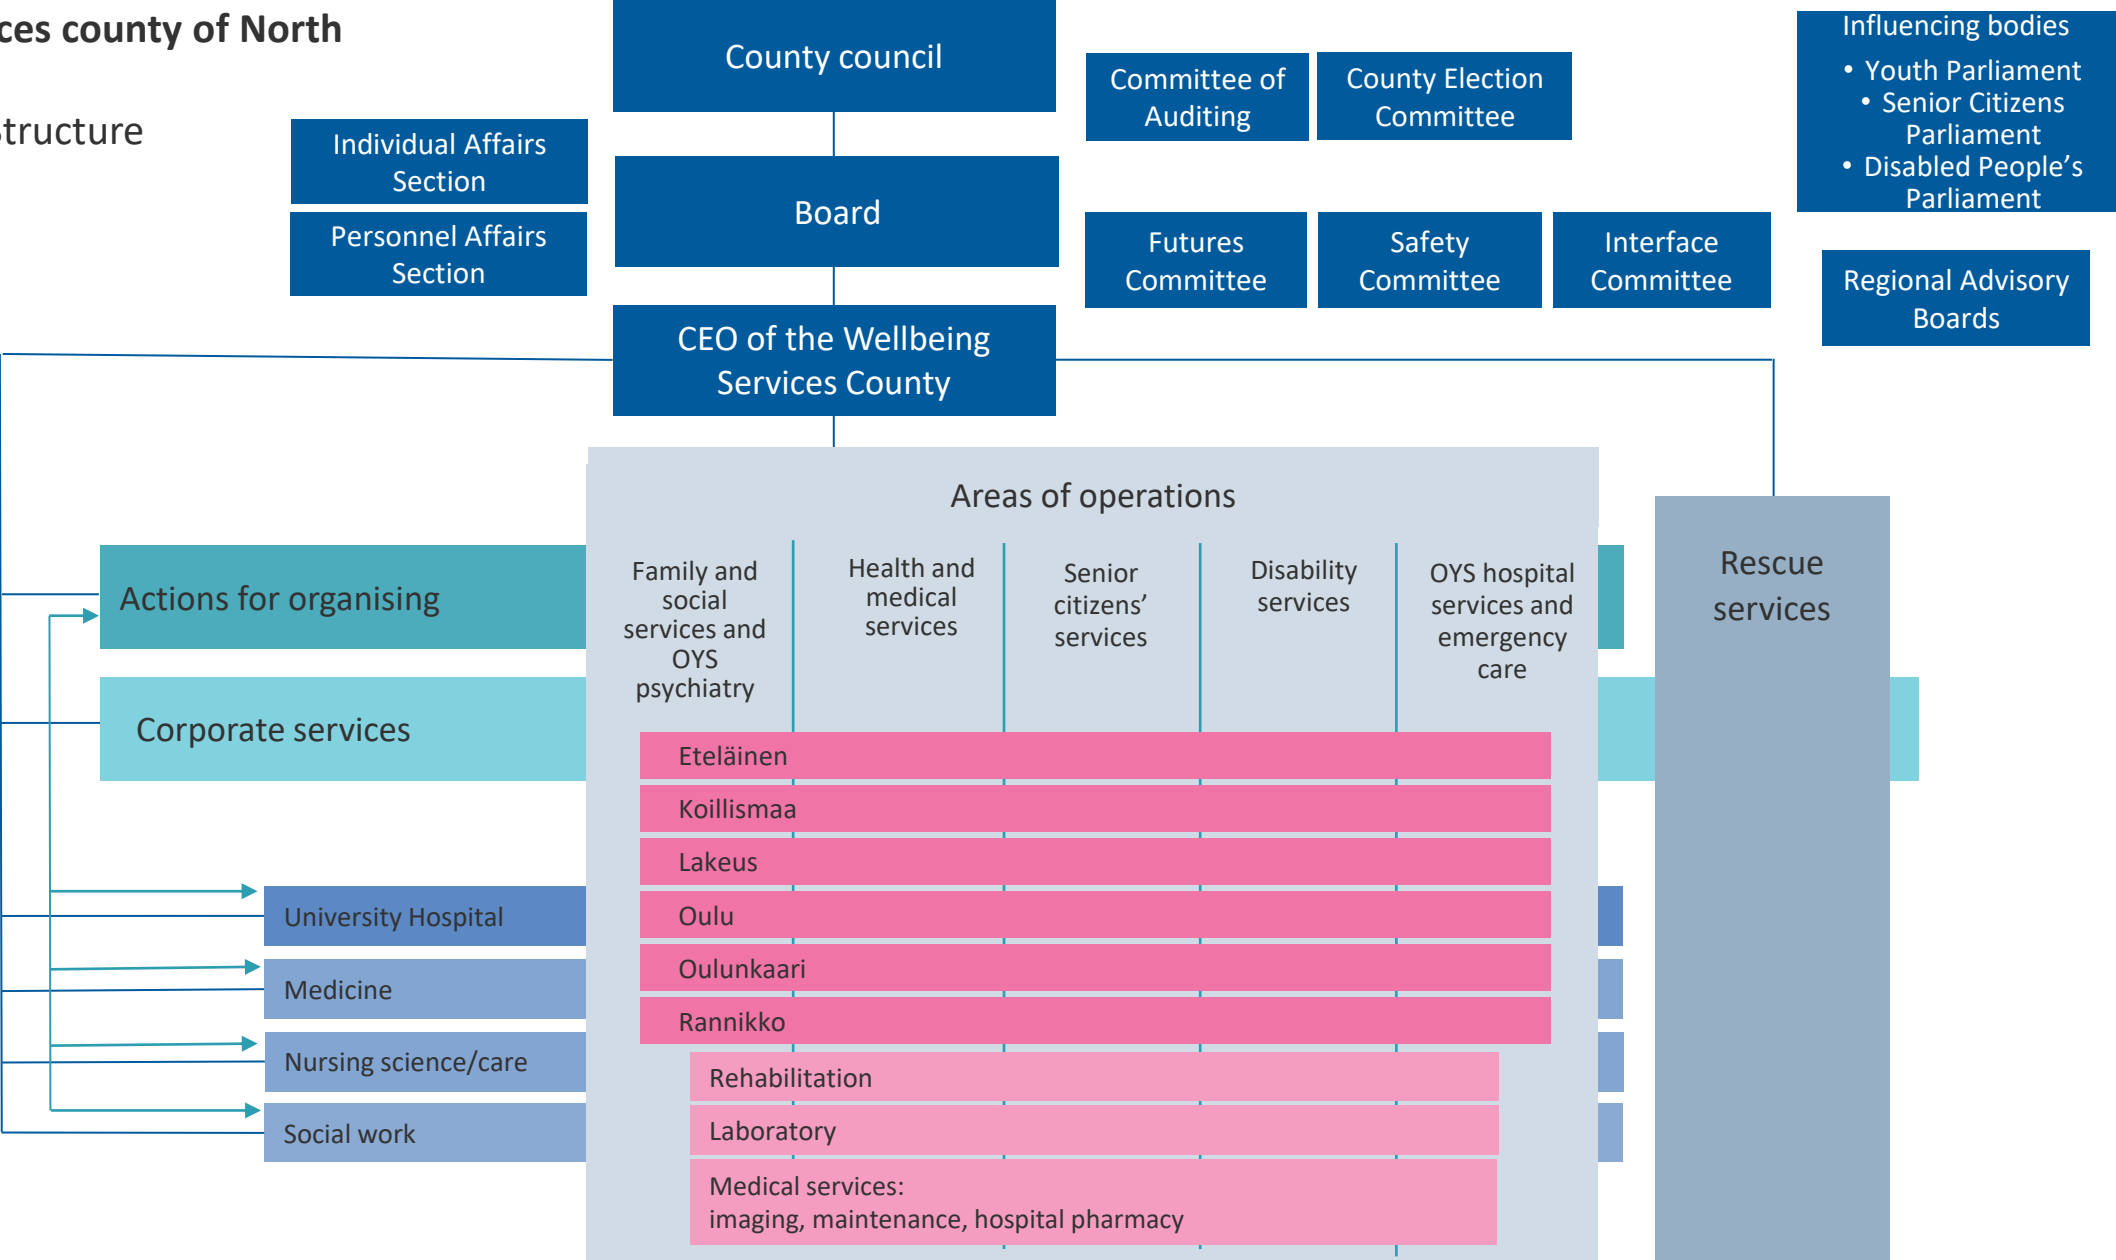 ces county of North
Structure
County council
Committee of
Auditing
County Election
Committee
Influencing bodies
• Youth Parliament
• Senior Citizens
Parliament
• Disabled People’s
Parliament
Individual Affairs
Section
Personnel Affairs
Section
Board
Futures
Committee
Safety
Committee
Interface
Committee
Regional Advisory
Boards
CEO of the Wellbeing
Services County
Areas of operations
Actions for organising
Corporate services
Family and
social
services and
OYS
psychiatry
Health and
medical
services
Senior
citizens’
services
Disability
services
OYS hospital
services and
emergency
care
Rescue
services
Eteläinen
Koillismaa
Lakeus
Oulu
Oulunkaari
Rannikko
Rehabilitation
Laboratory
Medical services:
imaging, maintenance, hospital pharmacy
University Hospital
Medicine
Nursing science/care
Social work